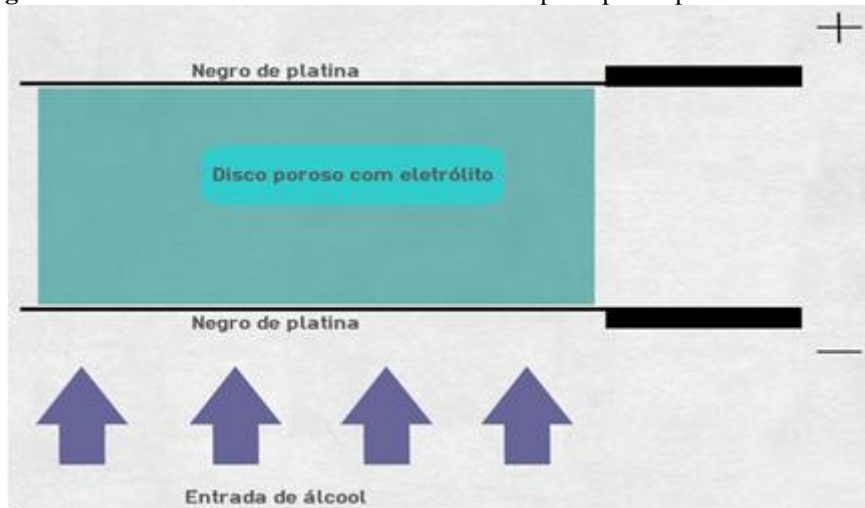 +
Negro de platina
Disco poroso com eletrólito
Negro de platina
−
Entrada de álcool